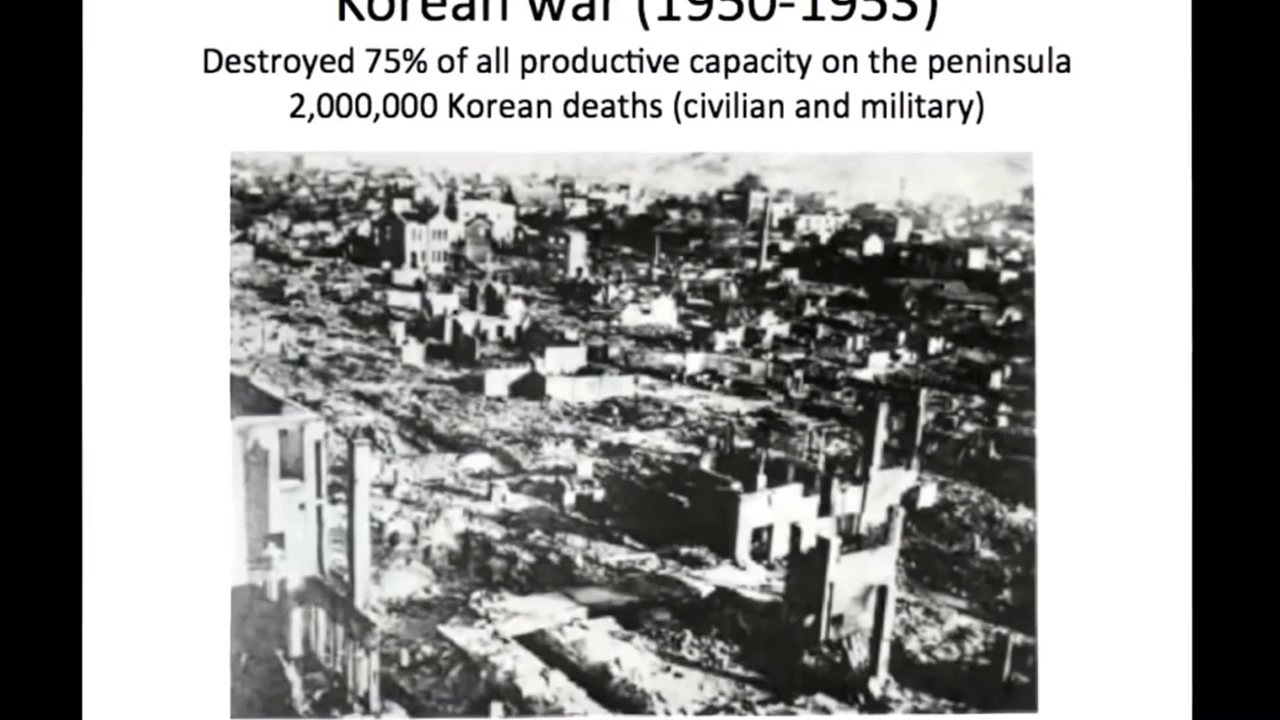 Korean war (1950-1953)
Destroyed 75% of all productive capacity on the peninsula
2,000,000 Korean deaths (civilian and military)